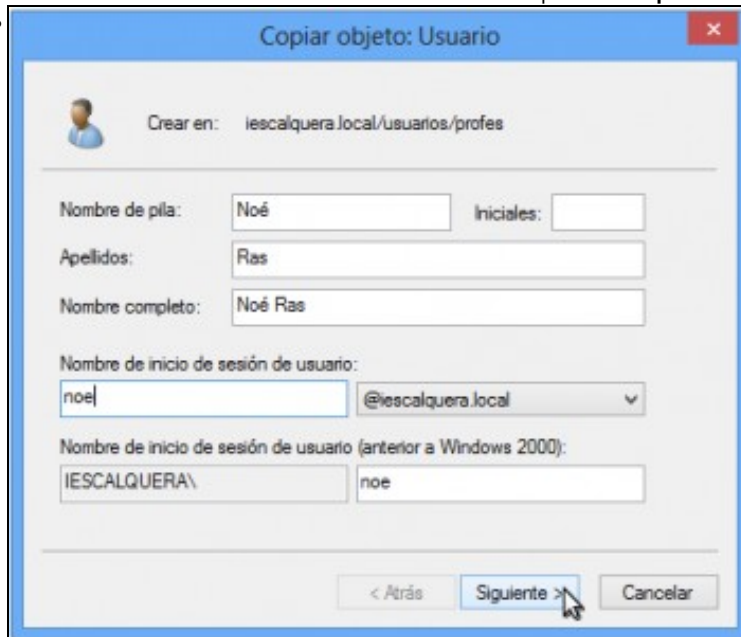 Copiar objeto: Usuario
Crear en: iescalquera.local/usuarios/profes
Nombre de pila: Noé Iniciales:
Apellidos: Ras
Nombre completo: Noé Ras
Nombre de inicio de sesión de usuario:
noe @iescalquera.local
Nombre de inicio de sesión de usuario (anterior a Windows 2000):
IESCALQUERA\ noe
< Atrás Siguiente > Cancelar